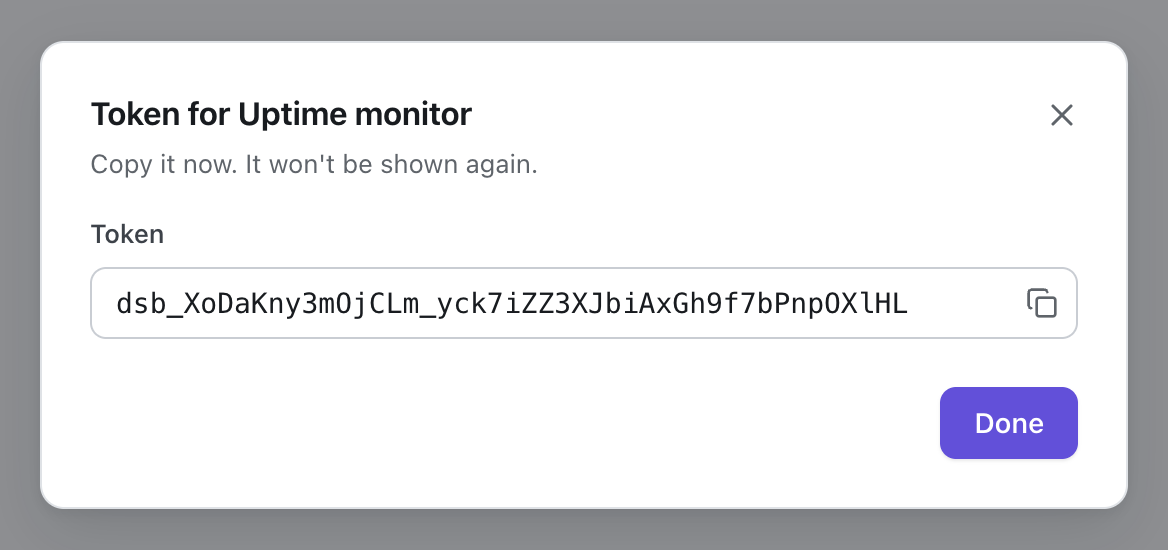 Token for Uptime monitor
Copy it now. It won't be shown again.
Token
dsb_XoDaKny3mOjCLm_yck7iZZ3XJbiAxGh9f7bPnpOXlHL
Done